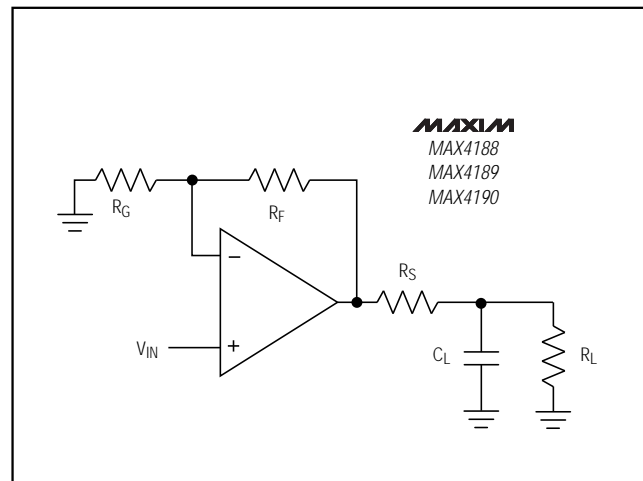 MAXIM
MAX4188
MAX4189
MAX4190
RG
RF
RS
VIN
CL
RL
−
+